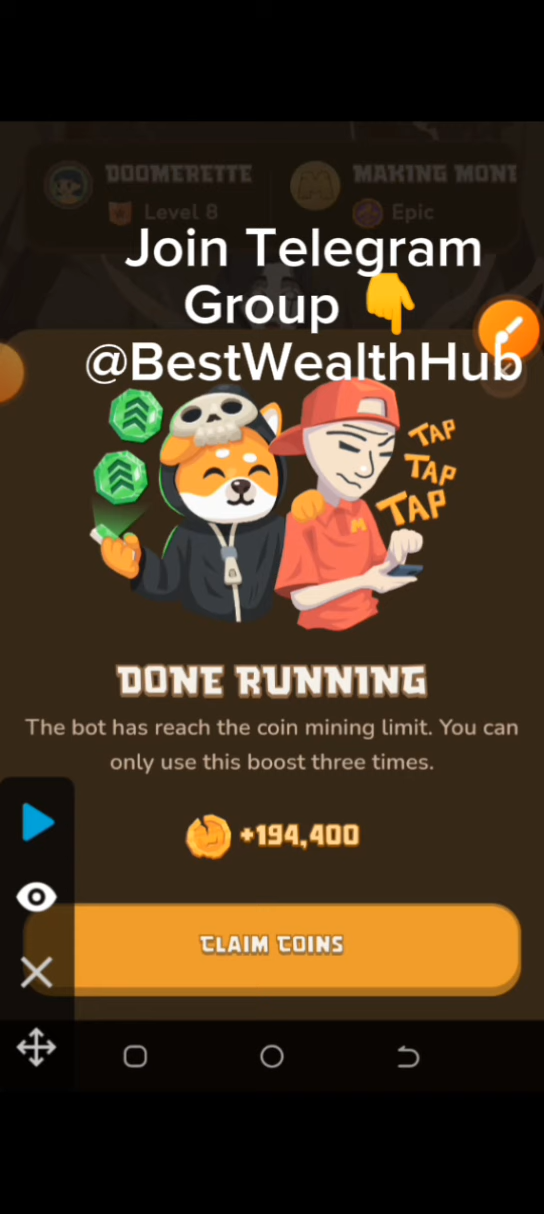 DOOMERETTE
MAKING MONE
Level 8
Epic
Join Telegram
Group 👇
@BestWealthHub
TAP
TAP
TAP
DONE RUNNING
The bot has reach the coin mining limit. You can
only use this boost three times.
+194,400
CLAIM COINS